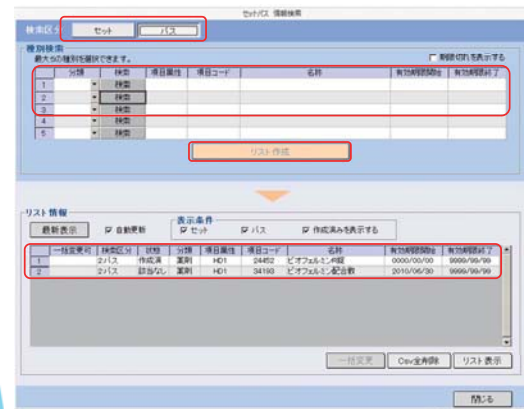 セットパス 情報検索
検索区分 セット パス
種別検索
最大5の種別を選択できます。 期限切れを表示する
分類 検索 項目属性 項目コード 名称 有効期限開始 有効期限終了
1 検索
2 検索
3 検索
4 検索
5 検索
リスト作成
リスト情報
最新表示 自動更新 表示条件 セット パス 作成済みを表示する
一括変更可 検索区分 状態 分類 項目属性 項目コード 名称 有効期限開始 有効期限終了
1 2パス 作成済 薬剤 HD1 24452 ビオフェルミンR錠 0000/00/00 9999/99/99
2 2パス 該当なし 薬剤 HD1 34193 ビオフェルミン配合散 2010/06/30 9999/99/99
一括変更 Csv全削除 リスト表示
閉じる